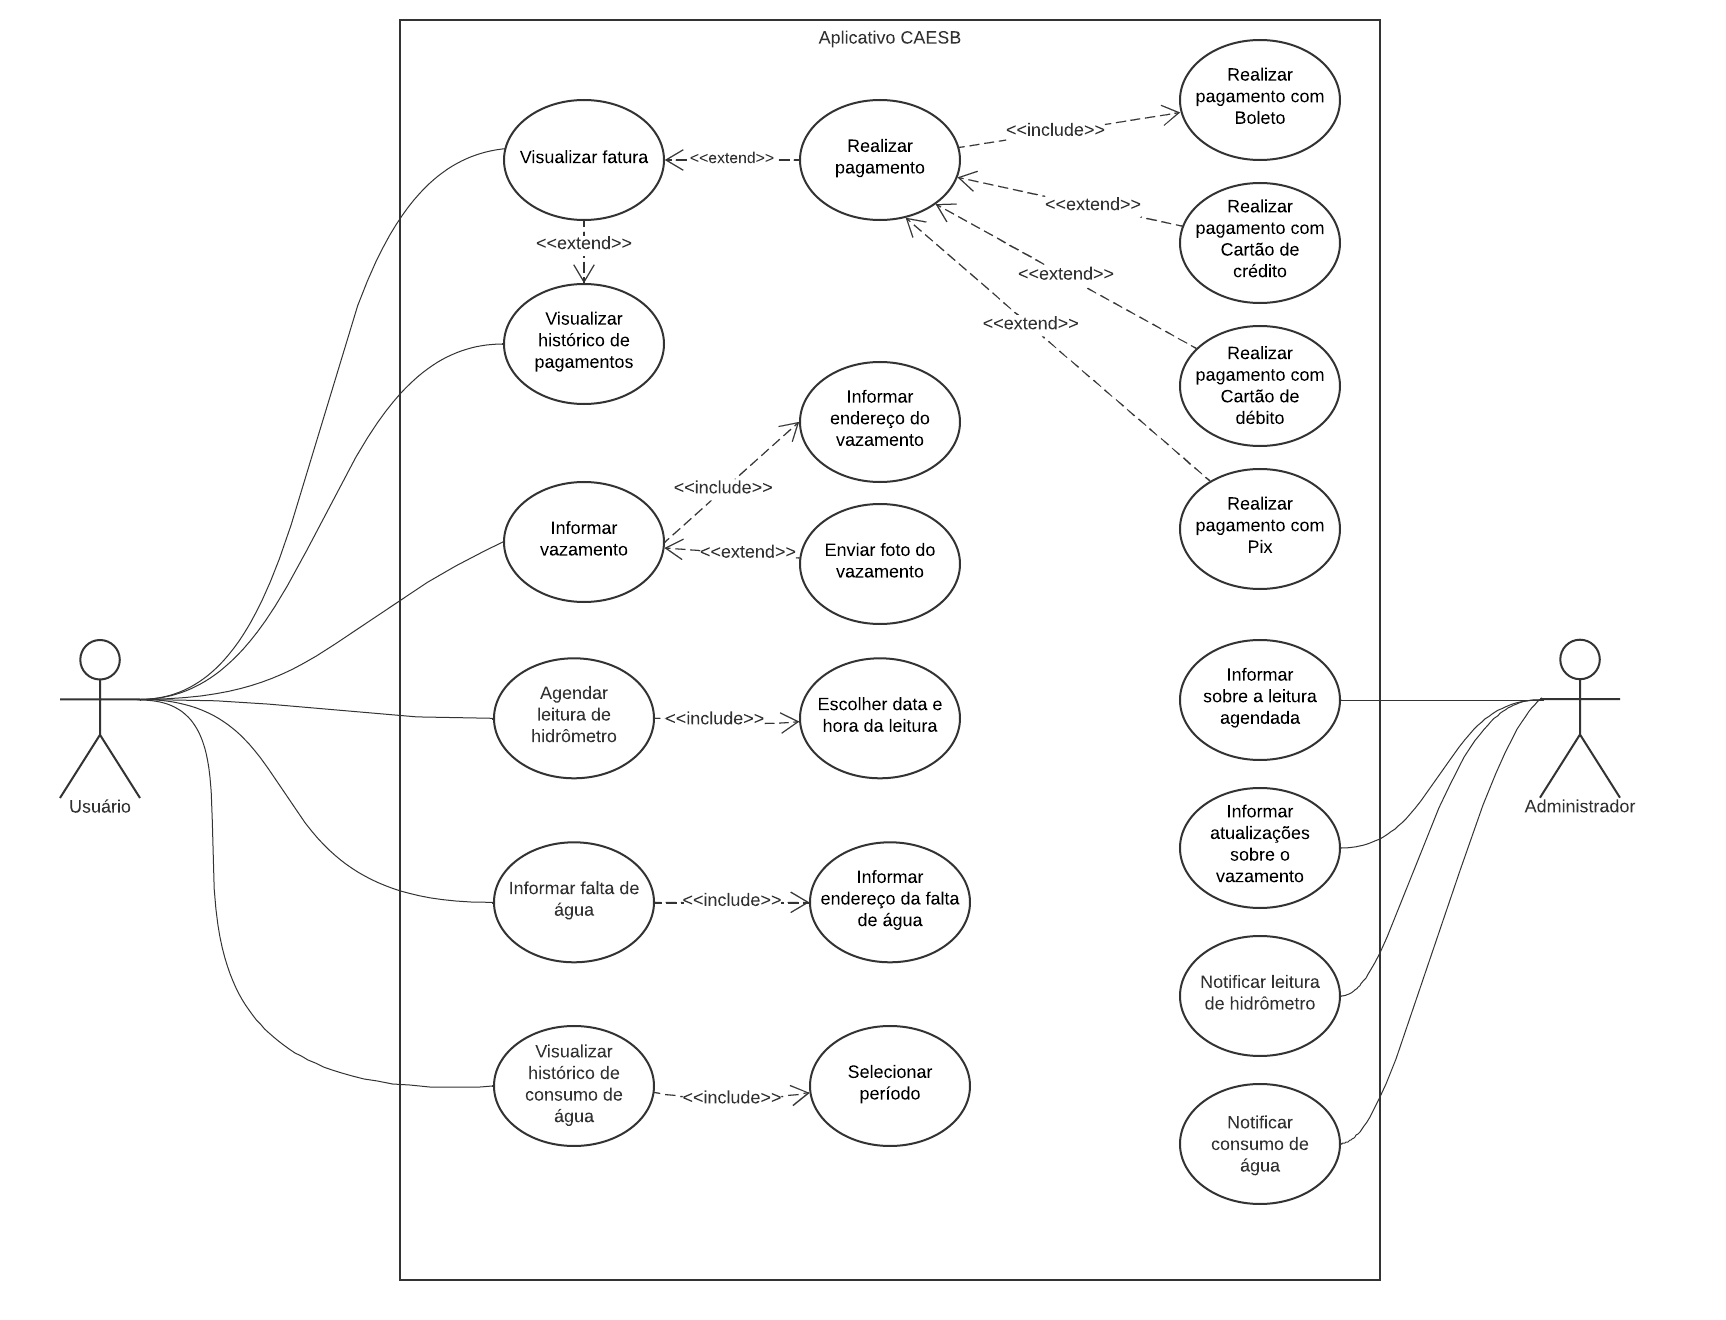 Aplicativo CAESB
Visualizar fatura
<<extend>>
Realizar
pagamento
<<include>>
Realizar
pagamento com
Boleto
<<extend>>
Realizar
pagamento com
Cartão de
crédito
<<extend>>
Realizar
pagamento com
Cartão de
débito
<<extend>>
Realizar
pagamento com
Pix
<<extend>>
Visualizar
histórico de
pagamentos
Informar
vazamento
<<include>>
Informar
endereço do
vazamento
<<extend>>
Enviar foto do
vazamento
Agendar
leitura de
hidrômetro
<<include>>
Escolher data e
hora da leitura
Informar
sobre a leitura
agendada
Usuário
Administrador
Informar
atualizações
sobre o
vazamento
Informar falta de
água
<<include>>
Informar
endereço da falta
de água
Notificar leitura
de hidrômetro
Visualizar
histórico de
consumo de
água
<<include>>
Selecionar
período
Notificar
consumo de
água